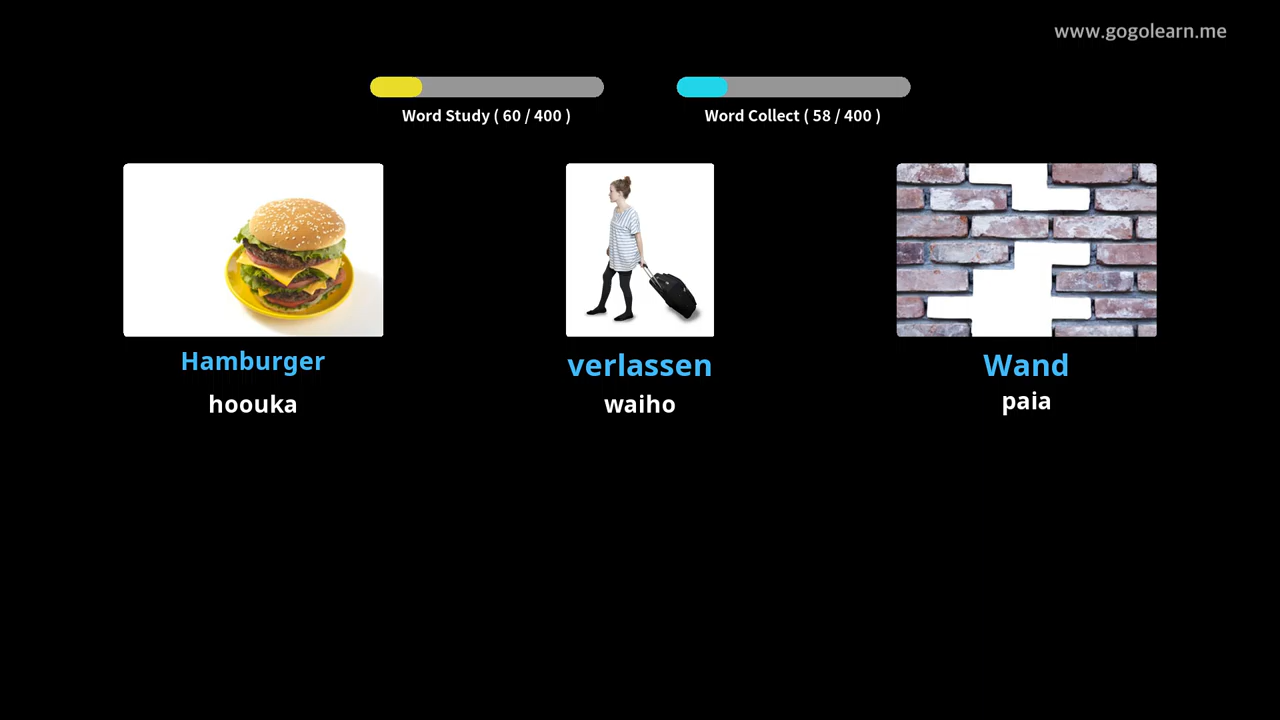 www.gogolearn.me
Word Study ( 60 / 400 )
Word Collect ( 58 / 400 )
Hamburger
verlassen
Wand
hoouka
waiho
paia